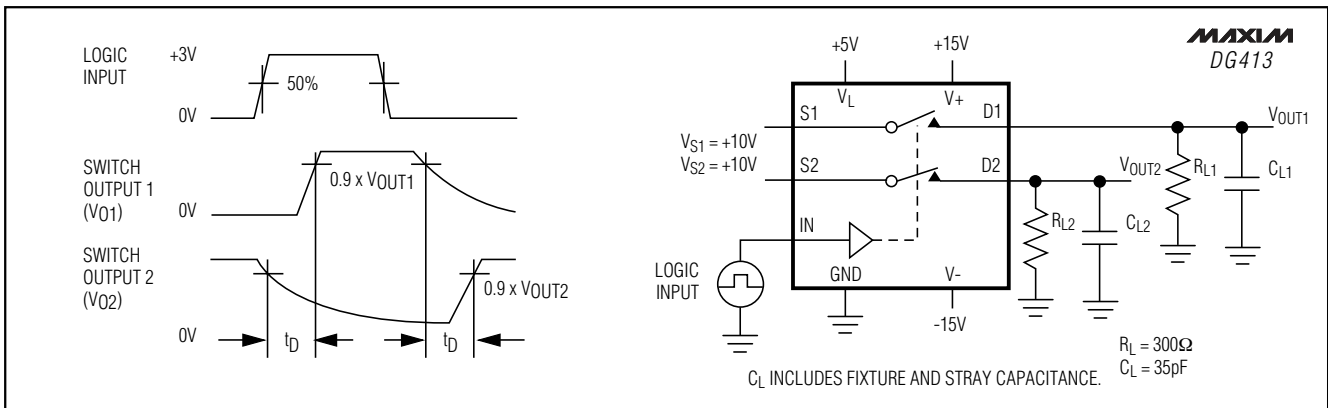 LOGIC
INPUT
+3V
50%
0V
SWITCH
OUTPUT 1
(VO1)
0.9 x VOUT1
0V
SWITCH
OUTPUT 2
(VO2)
0.9 x VOUT2
0V
tD
tD
MAXIM
DG413
+5V
+15V
VL
V+
S1
D1
VOUT1
VS1 = +10V
VS2 = +10V
S2
D2
VOUT2
RL1
CL1
RL2
CL2
IN
LOGIC
INPUT
GND
V-
-15V
RL = 300Ω
CL = 35pF
CL INCLUDES FIXTURE AND STRAY CAPACITANCE.